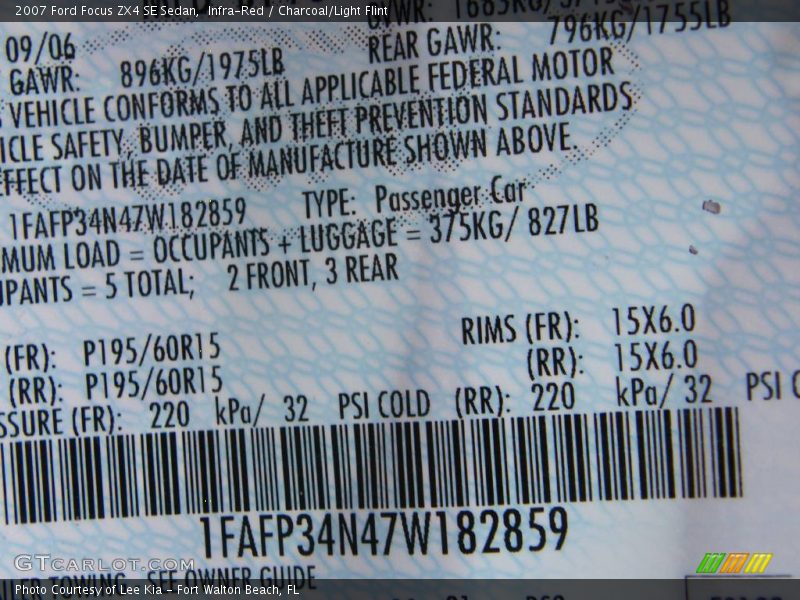 2007 Ford Focus ZX4 SE Sedan, Infra-Red / Charcoal/Light Flint
09/06
GAWR: 896KG/1975LB REAR GAWR: 796KG/1755LB
VEHICLE CONFORMS TO ALL APPLICABLE FEDERAL MOTOR
ICLE SAFETY, BUMPER, AND THEFT PREVENTION STANDARDS
EFFECT ON THE DATE OF MANUFACTURE SHOWN ABOVE.
1FAFP34N47W182859 TYPE: Passenger Car
MUM LOAD = OCCUPANTS + LUGGAGE = 375KG/ 827LB
UPANTS = 5 TOTAL; 2 FRONT, 3 REAR
(FR): P195/60R15 RIMS (FR): 15X6.0
(RR): P195/60R15 (RR): 15X6.0
SSURE (FR): 220 kPa/ 32 PSI COLD (RR): 220 kPa/ 32 PSI C
1FAFP34N47W182859
GTCarLot.com
TOWING - SEE OWNER GUIDE
Photo Courtesy of Lee Kia - Fort Walton Beach, FL